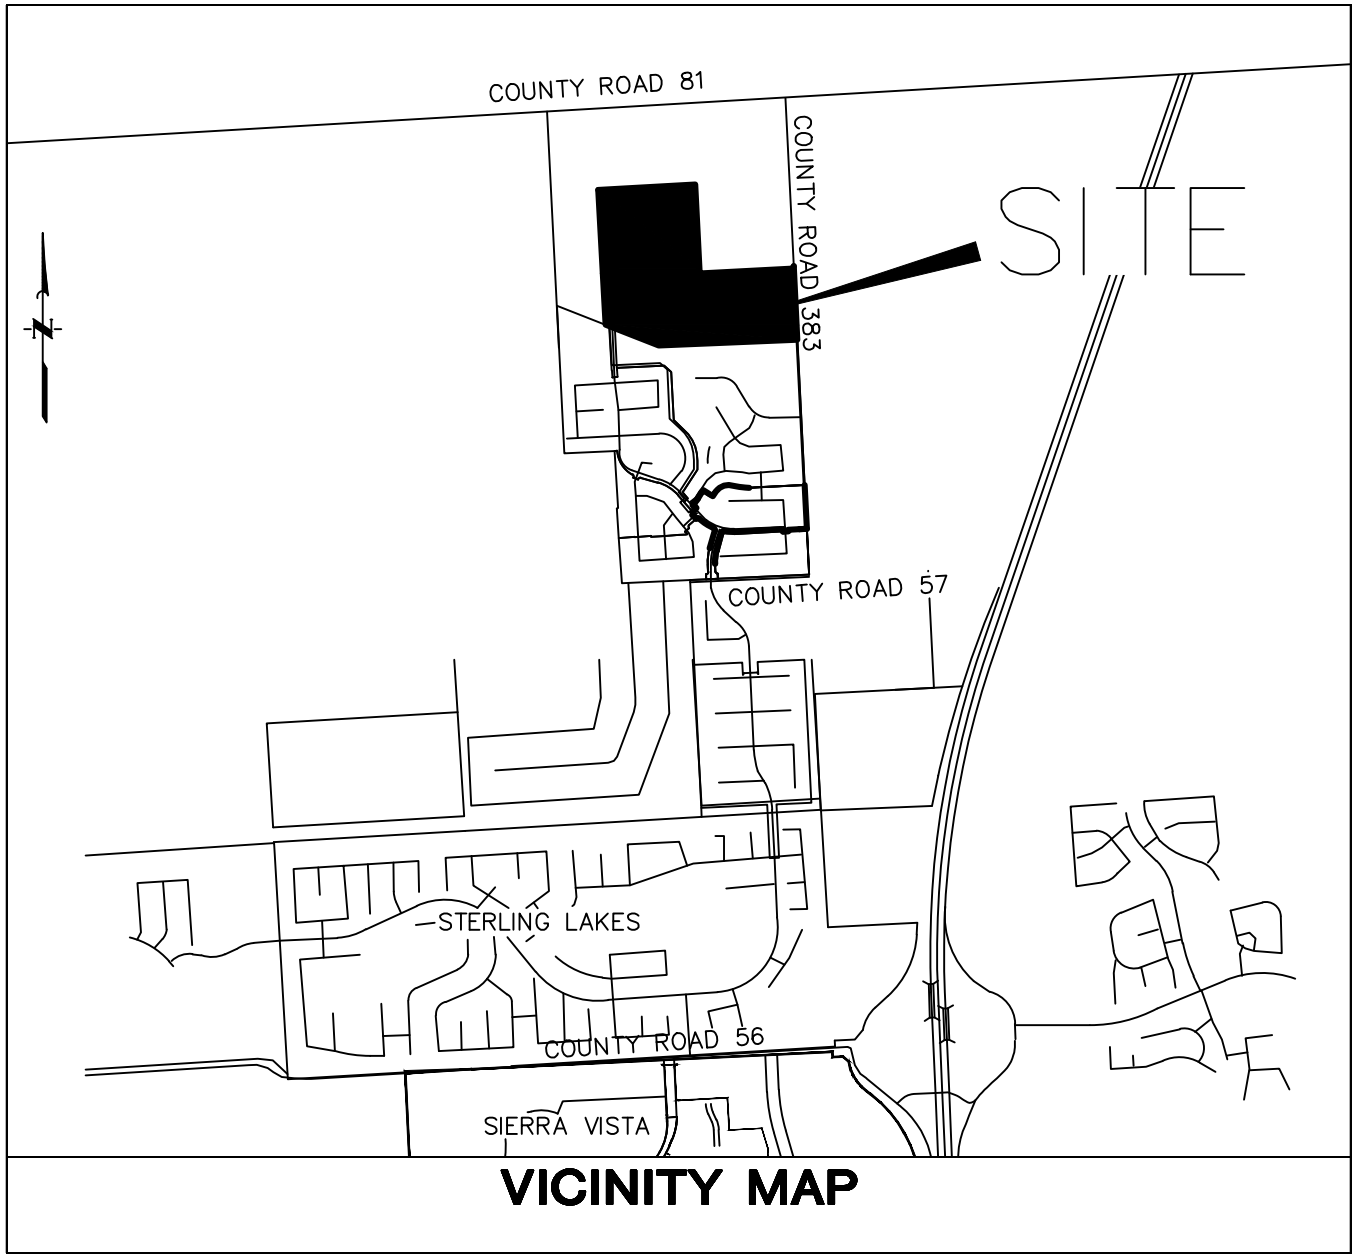 COUNTY ROAD 81
COUNTY ROAD 383
SITE
N
COUNTY ROAD 57
STERLING LAKES
COUNTY ROAD 56
SIERRA VISTA
VICINITY MAP